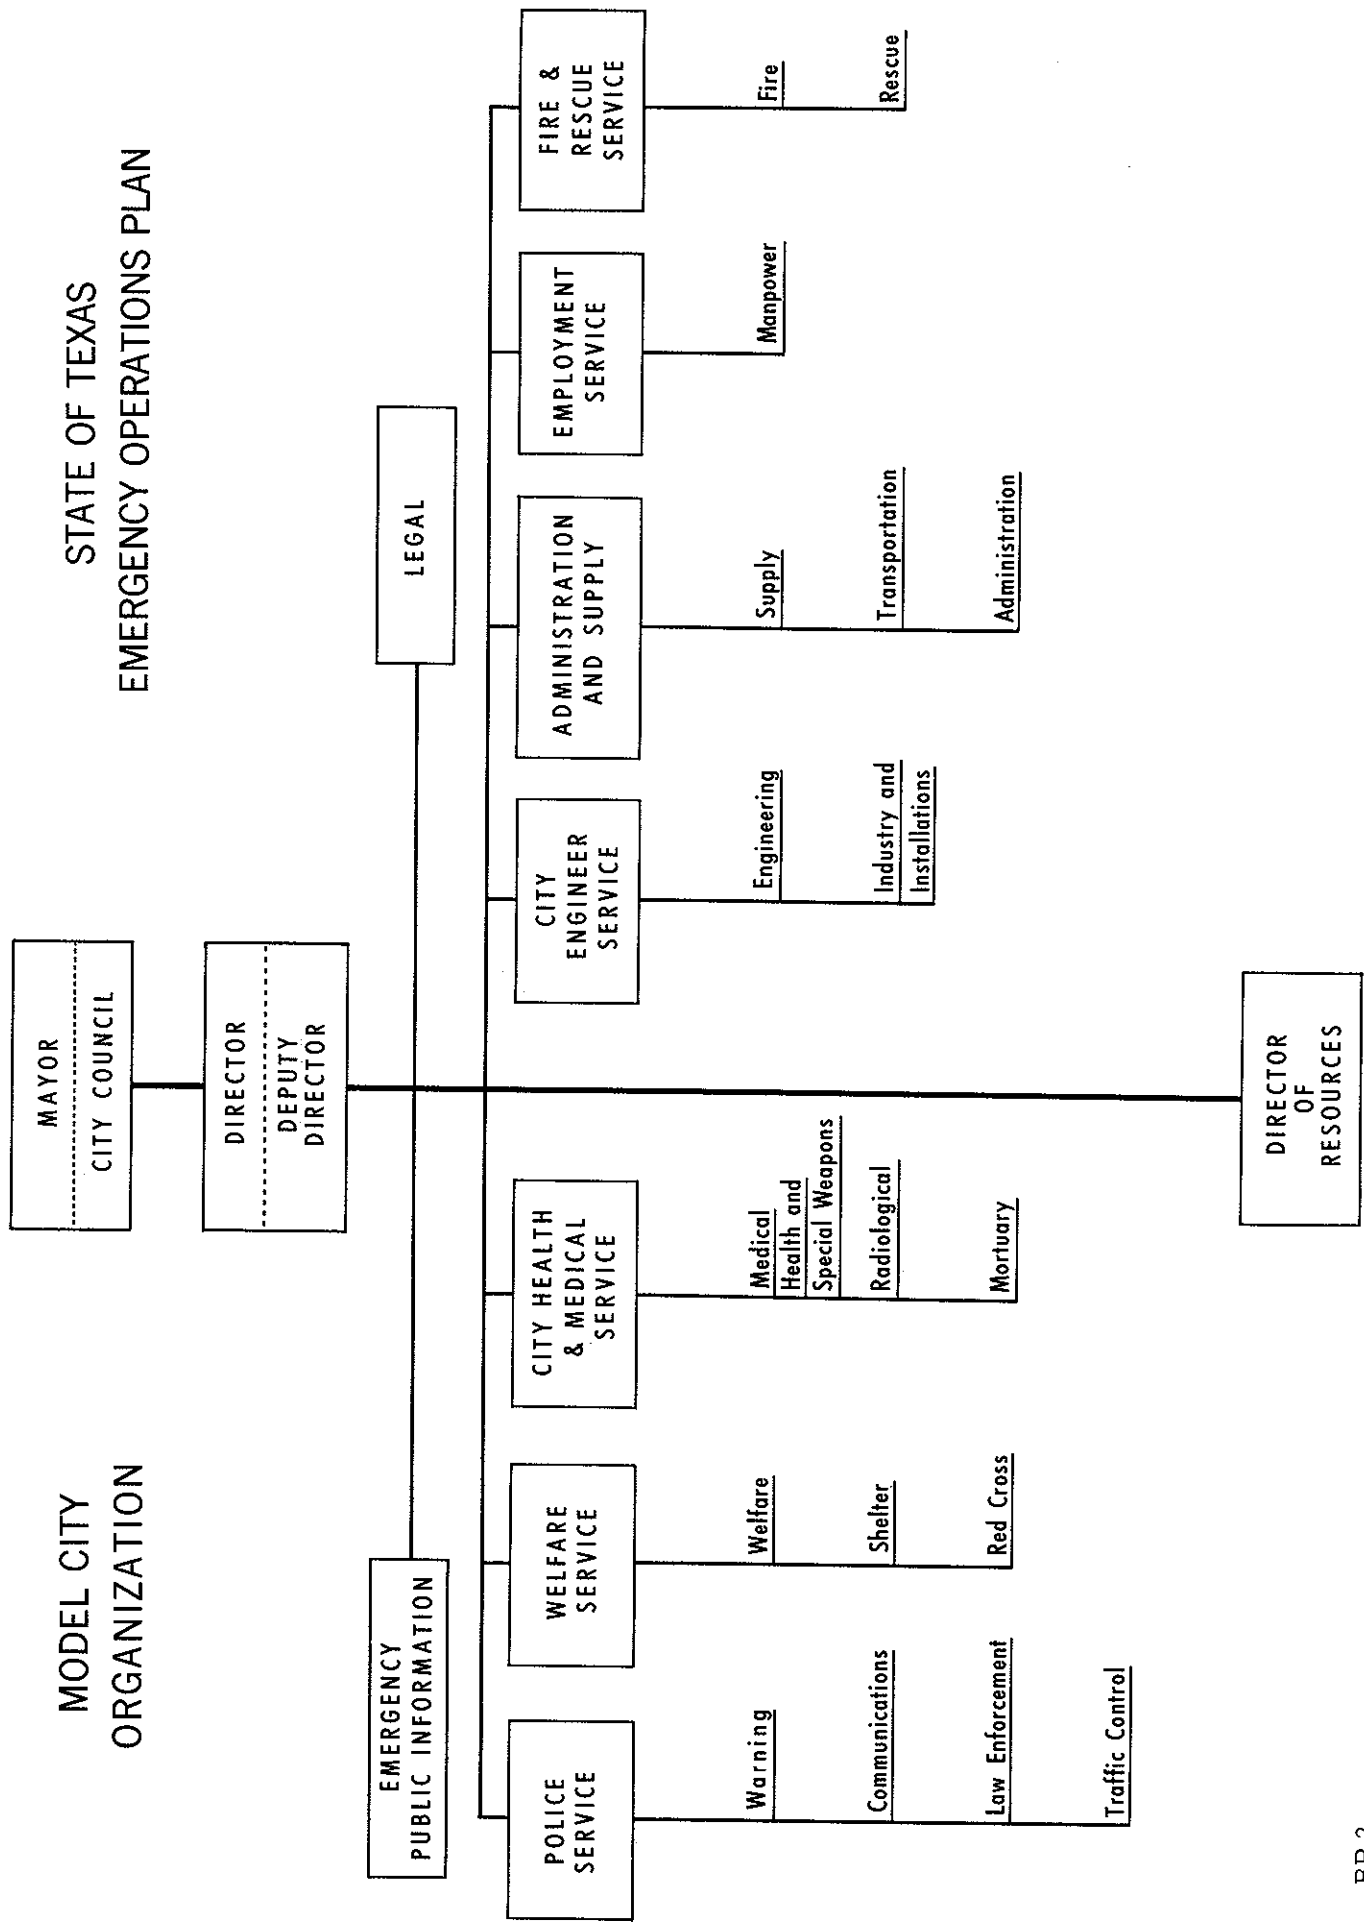 MODEL CITY
ORGANIZATION
STATE OF TEXAS
EMERGENCY OPERATIONS PLAN
MAYOR
CITY COUNCIL
DIRECTOR
DEPUTY
DIRECTOR
EMERGENCY
PUBLIC INFORMATION
LEGAL
POLICE
SERVICE
Warning
Communications
Law Enforcement
Traffic Control
WELFARE
SERVICE
Welfare
Shelter
Red Cross
CITY HEALTH
& MEDICAL
SERVICE
Medical
Health and
Special Weapons
Radiological
Mortuary
CITY
ENGINEER
SERVICE
Engineering
Industry and
Installations
ADMINISTRATION
AND SUPPLY
Supply
Transportation
Administration
EMPLOYMENT
SERVICE
Manpower
FIRE &
RESCUE
SERVICE
Fire
Rescue
DIRECTOR
OF
RESOURCES